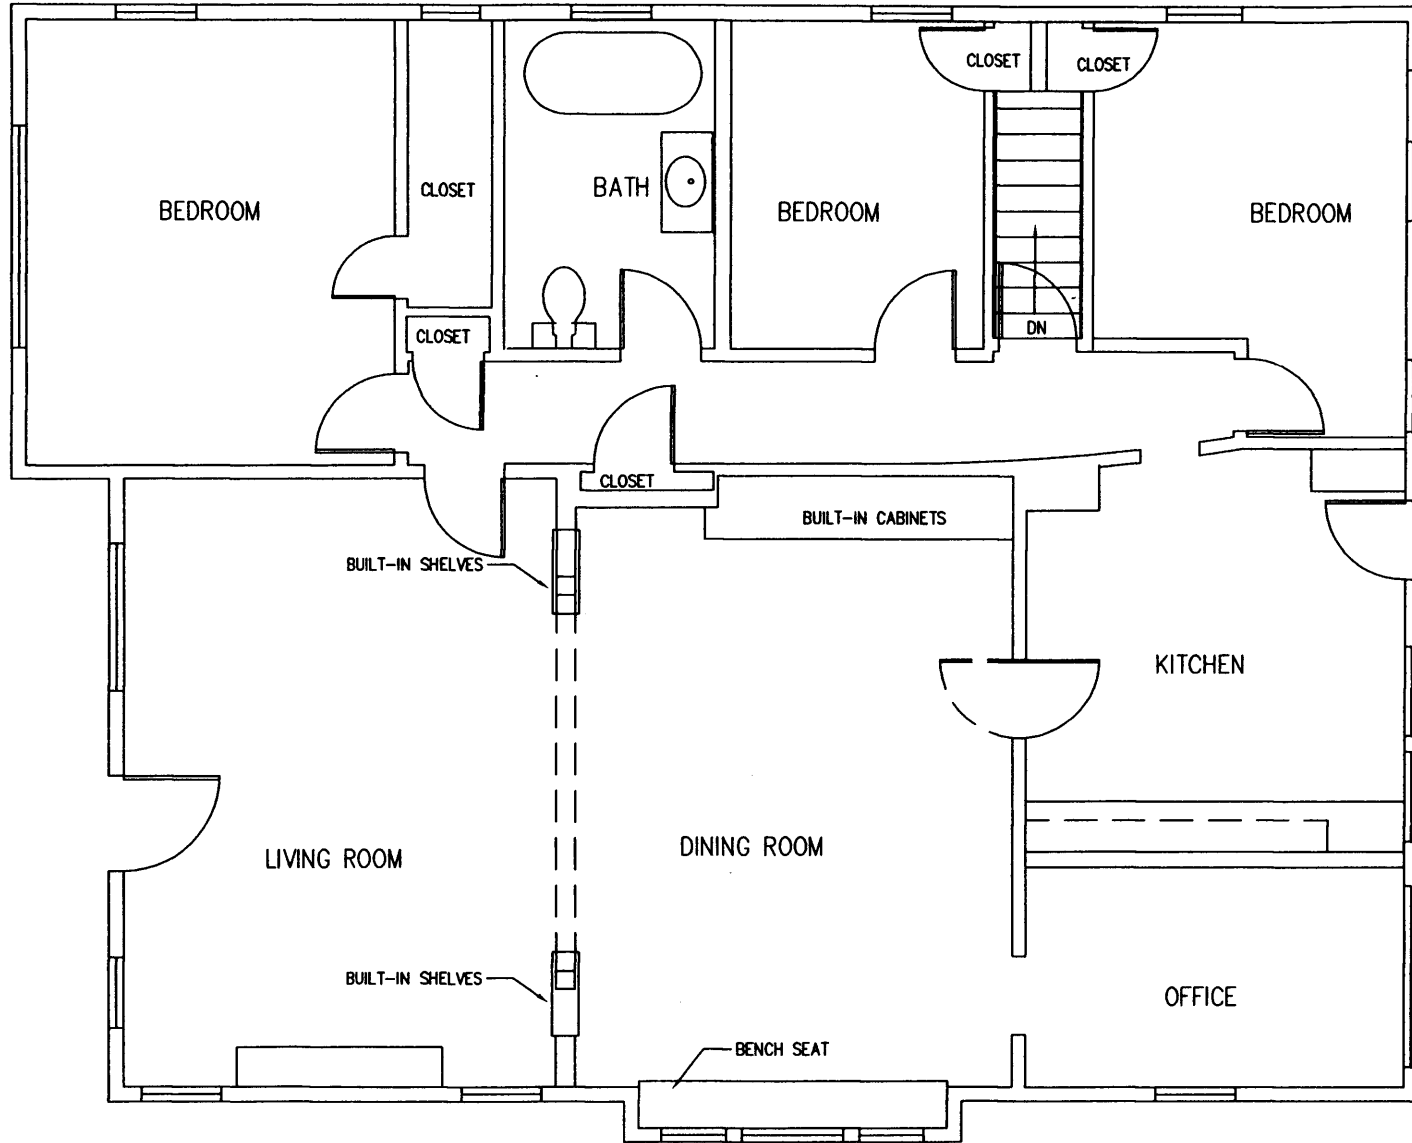 CLOSET
CLOSET
BATH
CLOSET
BEDROOM
BEDROOM
BEDROOM
DN
CLOSET
CLOSET
BUILT-IN CABINETS
BUILT-IN SHELVES
KITCHEN
DINING ROOM
LIVING ROOM
BUILT-IN SHELVES
OFFICE
BENCH SEAT